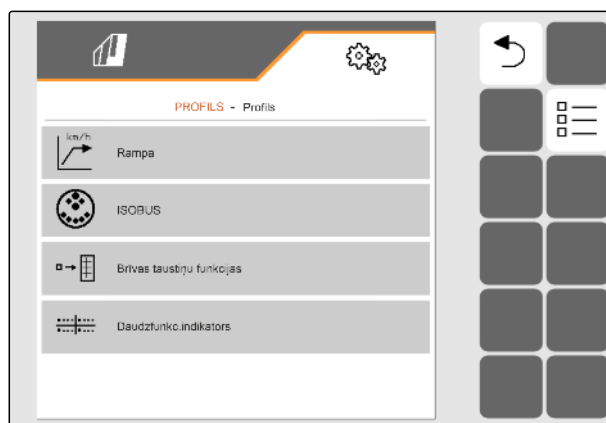 PROFILS - Profils
km/h
Rampa
ISOBUS
Brīvas taustiņu funkcijas
Daudzfunkc.indikators